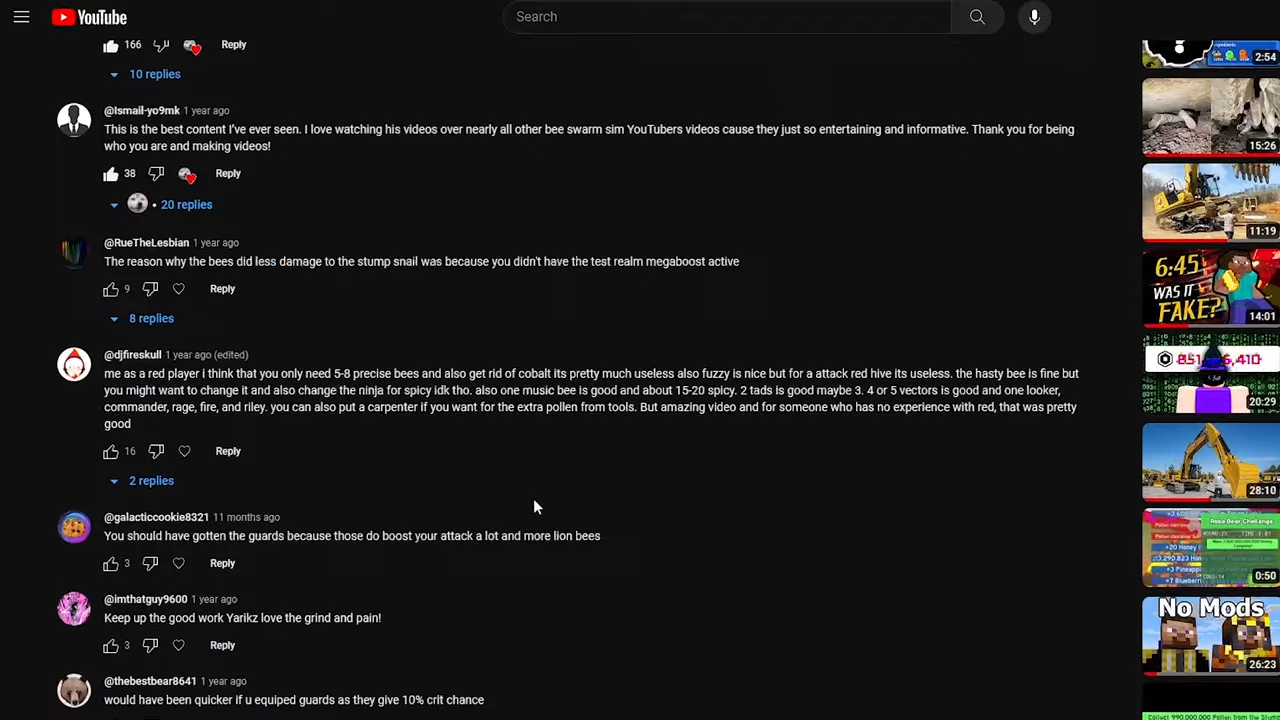 YouTube
Search
166
Reply
10 replies
@Ismail-yo9mk 1 year ago
This is the best content I've ever seen. I love watching his videos over nearly all other bee swarm sim YouTubers videos cause they just so entertaining and informative. Thank you for being
who you are and making videos!
38
Reply
• 20 replies
@RueTheLesbian 1 year ago
The reason why the bees did less damage to the stump snail was because you didn't have the test realm megaboost active
9
Reply
8 replies
@djfireskull 1 year ago (edited)
me as a red player i think that you only need 5-8 precise bees and also get rid of cobalt its pretty much useless also fuzzy is nice but for a attack red hive its useless. the hasty bee is fine but
you might want to change it and also change the ninja for spicy idk tho. also one music bee is good and about 15-20 spicy. 2 tads is good maybe 3. 4 or 5 vectors is good and one looker,
commander, rage, fire, and riley. you can also put a carpenter if you want for the extra pollen from tools. But amazing video and for someone who has no experience with red, that was pretty
good
16
Reply
2 replies
@galacticcookie8321 11 months ago
You should have gotten the guards because those do boost your attack a lot and more lion bees
3
Reply
@imthatguy9600 1 year ago
Keep up the good work Yarikz love the grind and pain!
3
Reply
@thebestbear8641 1 year ago
would have been quicker if u equiped guards as they give 10% crit chance
2:54
15:26
11:19
6:45
WAS IT
FAKE?
14:01
20:29
28:10
Robo Bear Challenge
0:50
No Mods
26:23